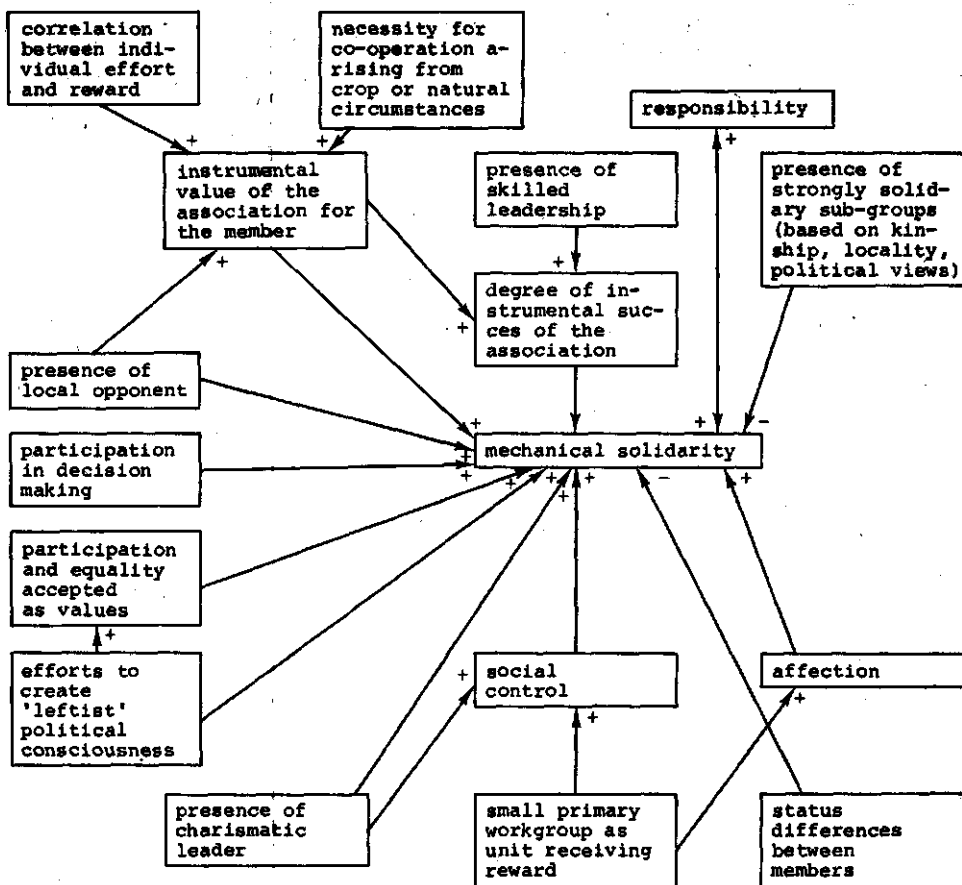 correlation
between indi-
vidual effort
and reward
necessity for
co-operation a-
rising from
crop or natural
circumstances
responsibility
+
+
+
instrumental
value of the
association for
the member
+
presence of
skilled
leadership
+
presence of
strongly solid-
ary sub-groups
(based on kin-
ship, locality,
political views)
degree of in-
strumental suc-
ces of the
association
+
presence of
local opponent
+
+
-
mechanical solidarity
+
+
+
+
+
+
-
+
participation
in decision
making
participation
and equality
accepted
as values
+
efforts to
create
'leftist'
political
consciousness
+
social
control
+
affection
+
presence of
charismatic
leader
small primary
workgroup as
unit receiving
reward
status
differences
between
members